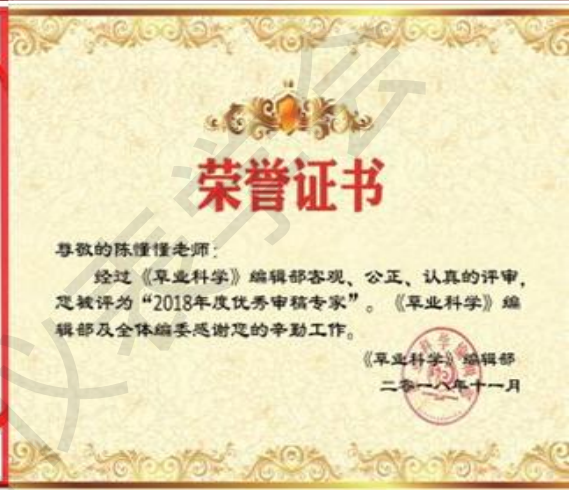 荣誉证书
尊敬的陈懂懂老师：
经过《草业科学》编辑部客观、公正、认真的评审，
您被评为“2018年度优秀审稿专家”。《草业科学》编
辑部及全体编委感谢您的辛勤工作。
《草业科学》编辑部
二零一八年十一月